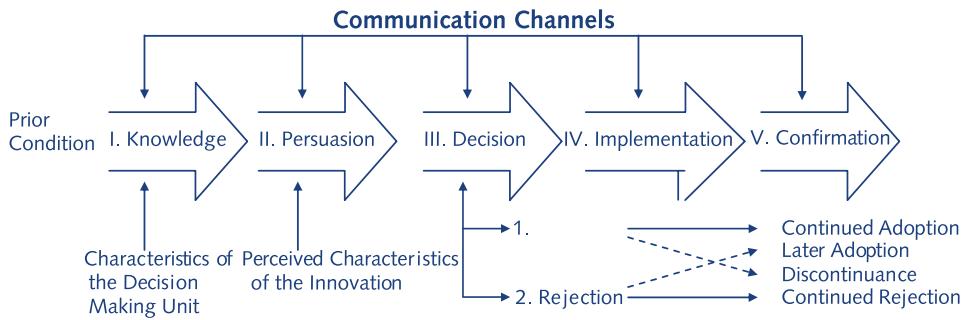 Communication Channels
Prior
Condition
I. Knowledge
II. Persuasion
III. Decision
IV. Implementation
V. Confirmation
Characteristics of
the Decision
Making Unit
Perceived Characteristics
of the Innovation
1.
2. Rejection
Continued Adoption
Later Adoption
Discontinuance
Continued Rejection